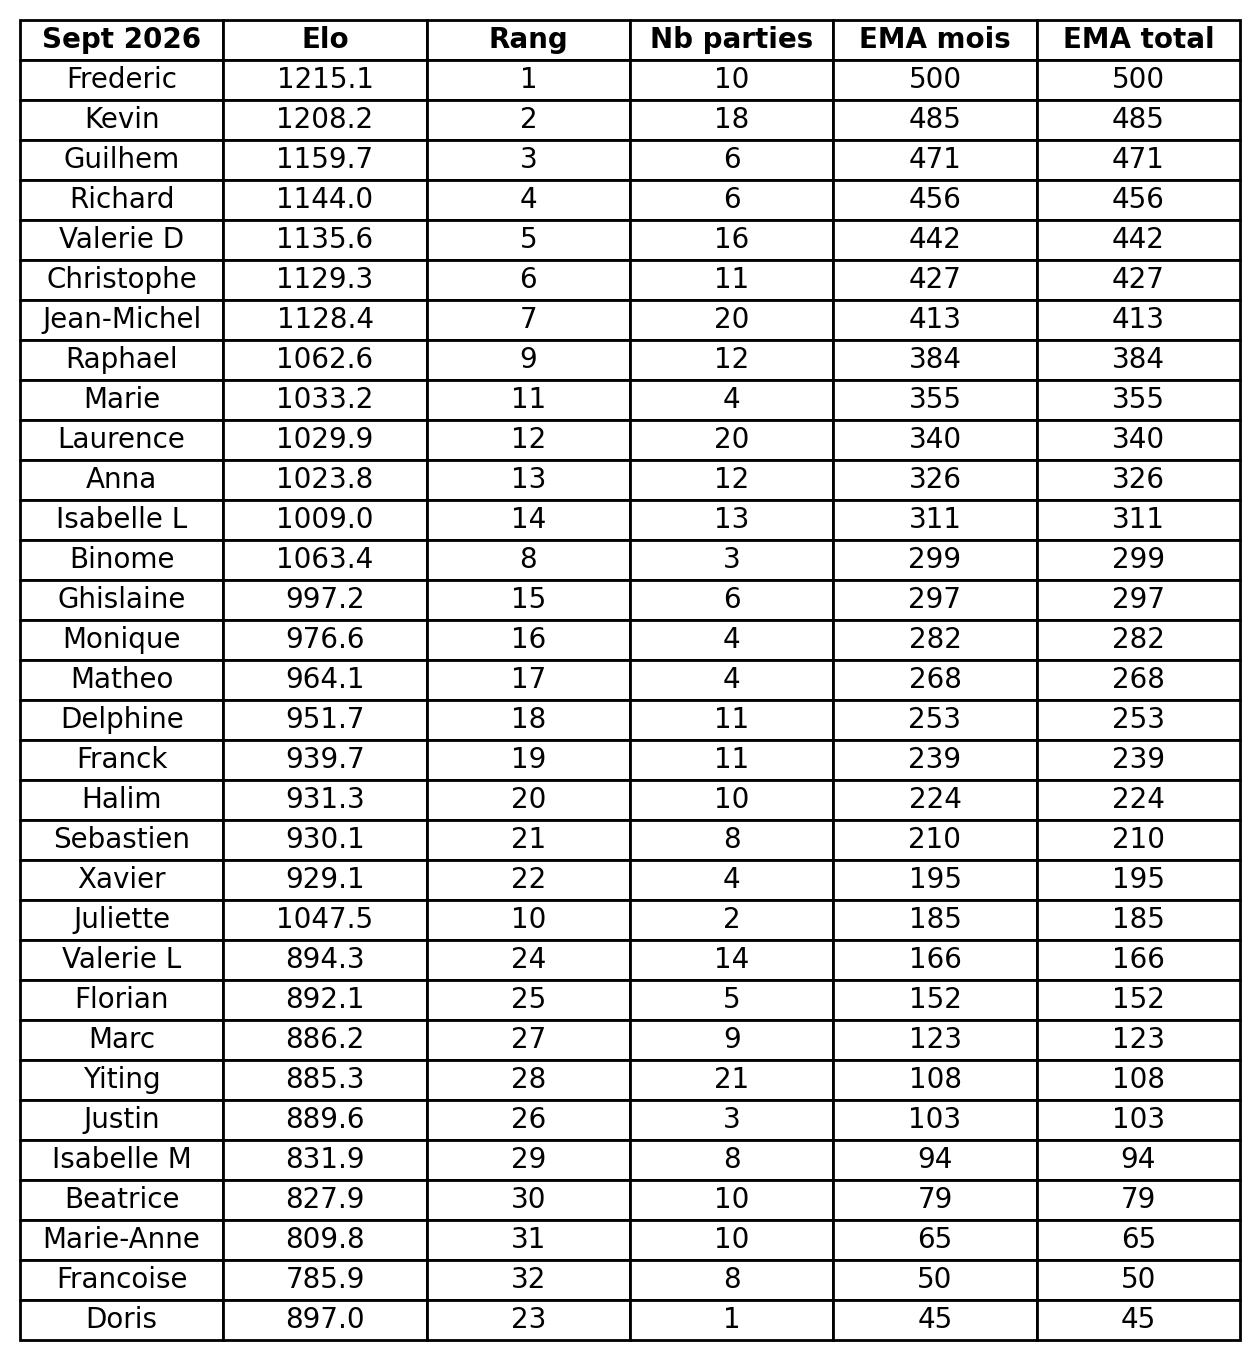 Sept 2026 Elo Rang Nb parties EMA mois EMA total
Frederic 1215.1 1 10 500 500
Kevin 1208.2 2 18 485 485
Guilhem 1159.7 3 6 471 471
Richard 1144.0 4 6 456 456
Valerie D 1135.6 5 16 442 442
Christophe 1129.3 6 11 427 427
Jean-Michel 1128.4 7 20 413 413
Raphael 1062.6 9 12 384 384
Marie 1033.2 11 4 355 355
Laurence 1029.9 12 20 340 340
Anna 1023.8 13 12 326 326
Isabelle L 1009.0 14 13 311 311
Binome 1063.4 8 3 299 299
Ghislaine 997.2 15 6 297 297
Monique 976.6 16 4 282 282
Matheo 964.1 17 4 268 268
Delphine 951.7 18 11 253 253
Franck 939.7 19 11 239 239
Halim 931.3 20 10 224 224
Sebastien 930.1 21 8 210 210
Xavier 929.1 22 4 195 195
Juliette 1047.5 10 2 185 185
Valerie L 894.3 24 14 166 166
Florian 892.1 25 5 152 152
Marc 886.2 27 9 123 123
Yiting 885.3 28 21 108 108
Justin 889.6 26 3 103 103
Isabelle M 831.9 29 8 94 94
Beatrice 827.9 30 10 79 79
Marie-Anne 809.8 31 10 65 65
Francoise 785.9 32 8 50 50
Doris 897.0 23 1 45 45